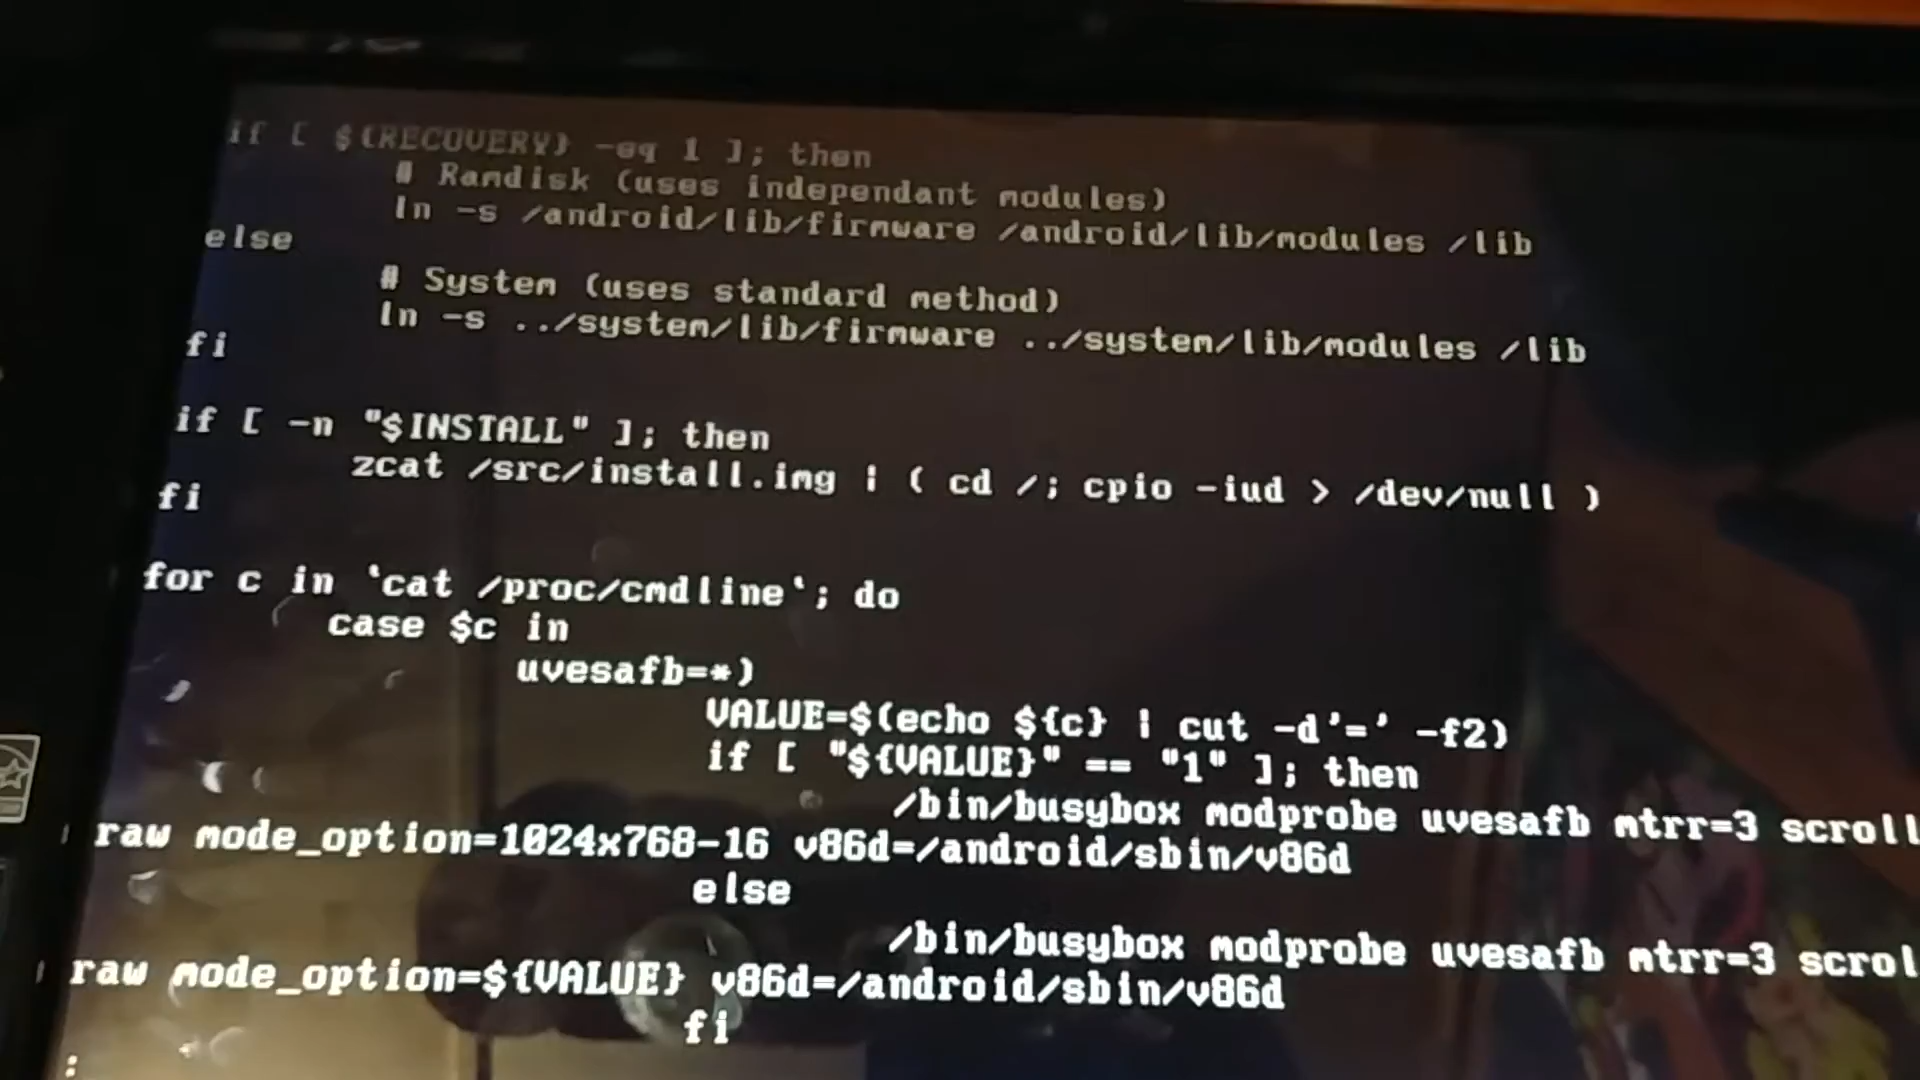 if [ ${RECOVERY} -eq 1 ]; then
# Ramdisk (uses independant modules)
ln -s /android/lib/firmware /android/lib/modules /lib
else
# System (uses standard method)
ln -s ../system/lib/firmware ../system/lib/modules /lib
fi
if [ -n "$INSTALL" ]; then
zcat /src/install.img | ( cd /; cpio -iud > /dev/null )
fi
for c in `cat /proc/cmdline`; do
case $c in
uvesafb=*)
VALUE=$(echo ${c} | cut -d'=' -f2)
if [ "${VALUE}" == "1" ]; then
/bin/busybox modprobe uvesafb mtrr=3 scroll
raw mode_option=1024x768-16 v86d=/android/sbin/v86d
else
/bin/busybox modprobe uvesafb mtrr=3 scrol
raw mode_option=${VALUE} v86d=/android/sbin/v86d
fi
: